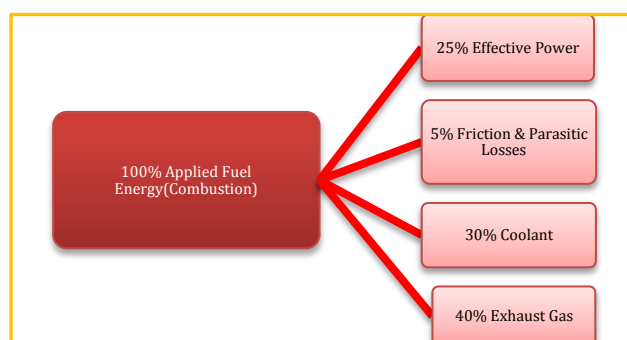 25% Effective Power
5% Friction & Parasitic
Losses
100% Applied Fuel
Energy(Combustion)
30% Coolant
40% Exhaust Gas